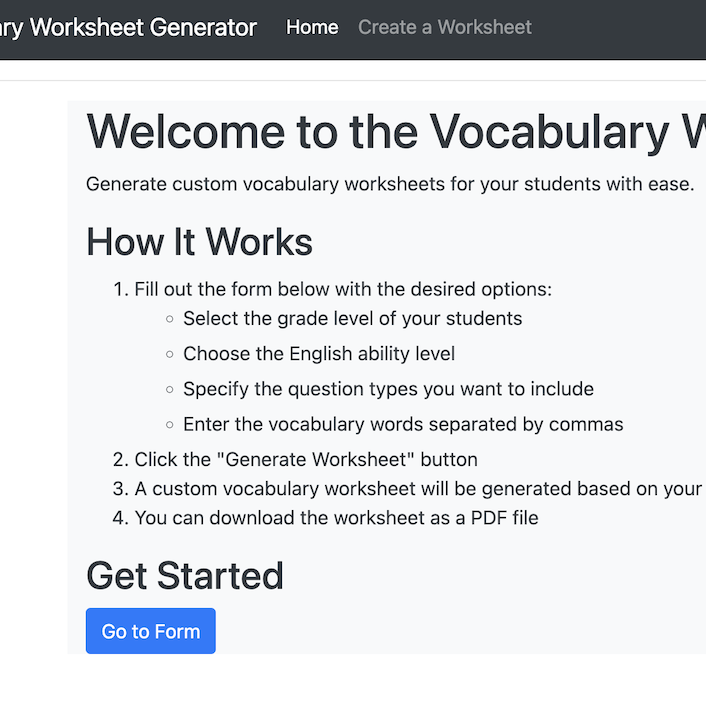 ry Worksheet Generator Home Create a Worksheet
Welcome to the Vocabulary
Generate custom vocabulary worksheets for your students with ease.
How It Works
1. Fill out the form below with the desired options:
○ Select the grade level of your students
○ Choose the English ability level
○ Specify the question types you want to include
○ Enter the vocabulary words separated by commas
2. Click the "Generate Worksheet" button
3. A custom vocabulary worksheet will be generated based on your
4. You can download the worksheet as a PDF file
Get Started
Go to Form